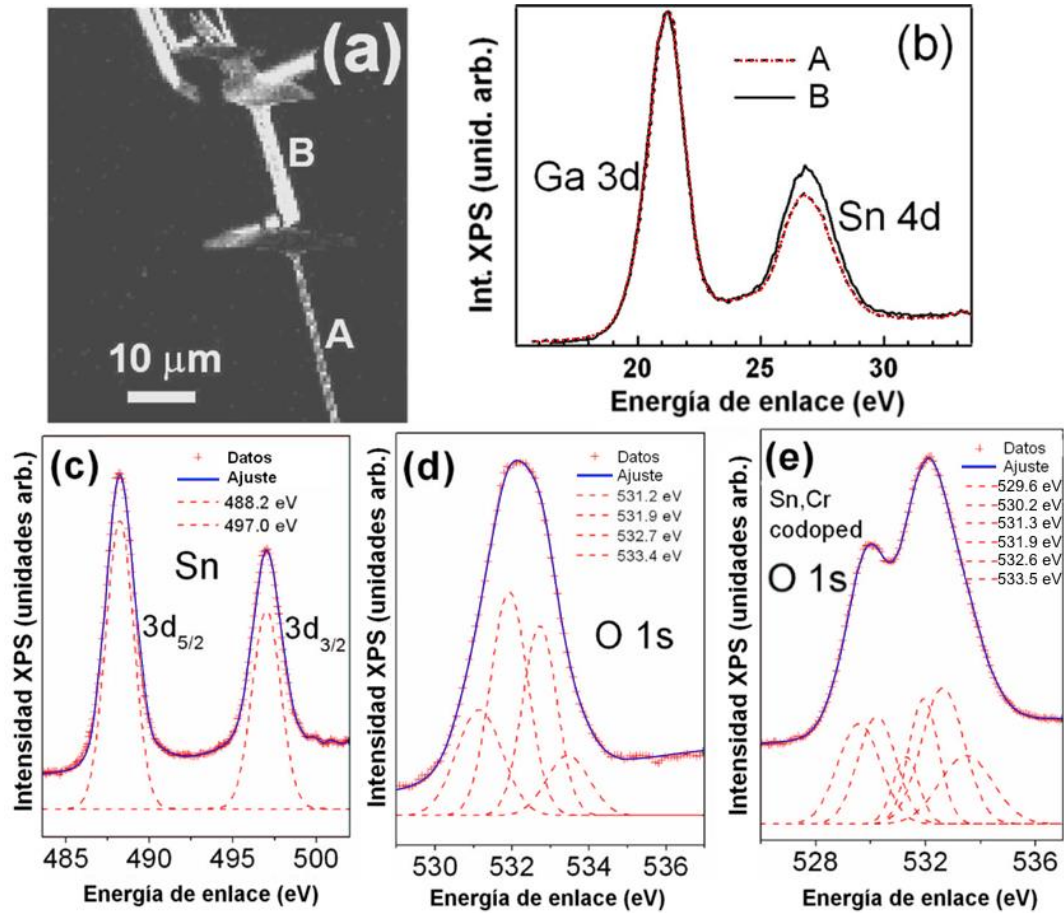 (a)
B
A
10 μm
(b)
A
B
Ga 3d
Sn 4d
Int. XPS (unid. arb.)
20 25 30
Energía de enlace (eV)
(c)
Datos
Ajuste
488.2 eV
497.0 eV
Sn
3d5/2
3d3/2
Intensidad XPS (unidades arb.)
485 490 495 500
Energía de enlace (eV)
(d)
Datos
Ajuste
531.2 eV
531.9 eV
532.7 eV
533.4 eV
O 1s
Intensidad XPS (unidades arb.)
530 532 534 536
Energía de enlace (eV)
(e)
Datos
Ajuste
529.6 eV
530.2 eV
531.3 eV
531.9 eV
532.6 eV
533.5 eV
Sn,Cr
codoped
O 1s
Intensidad XPS (unidades arb.)
528 532 536
Energía de enlace (eV)